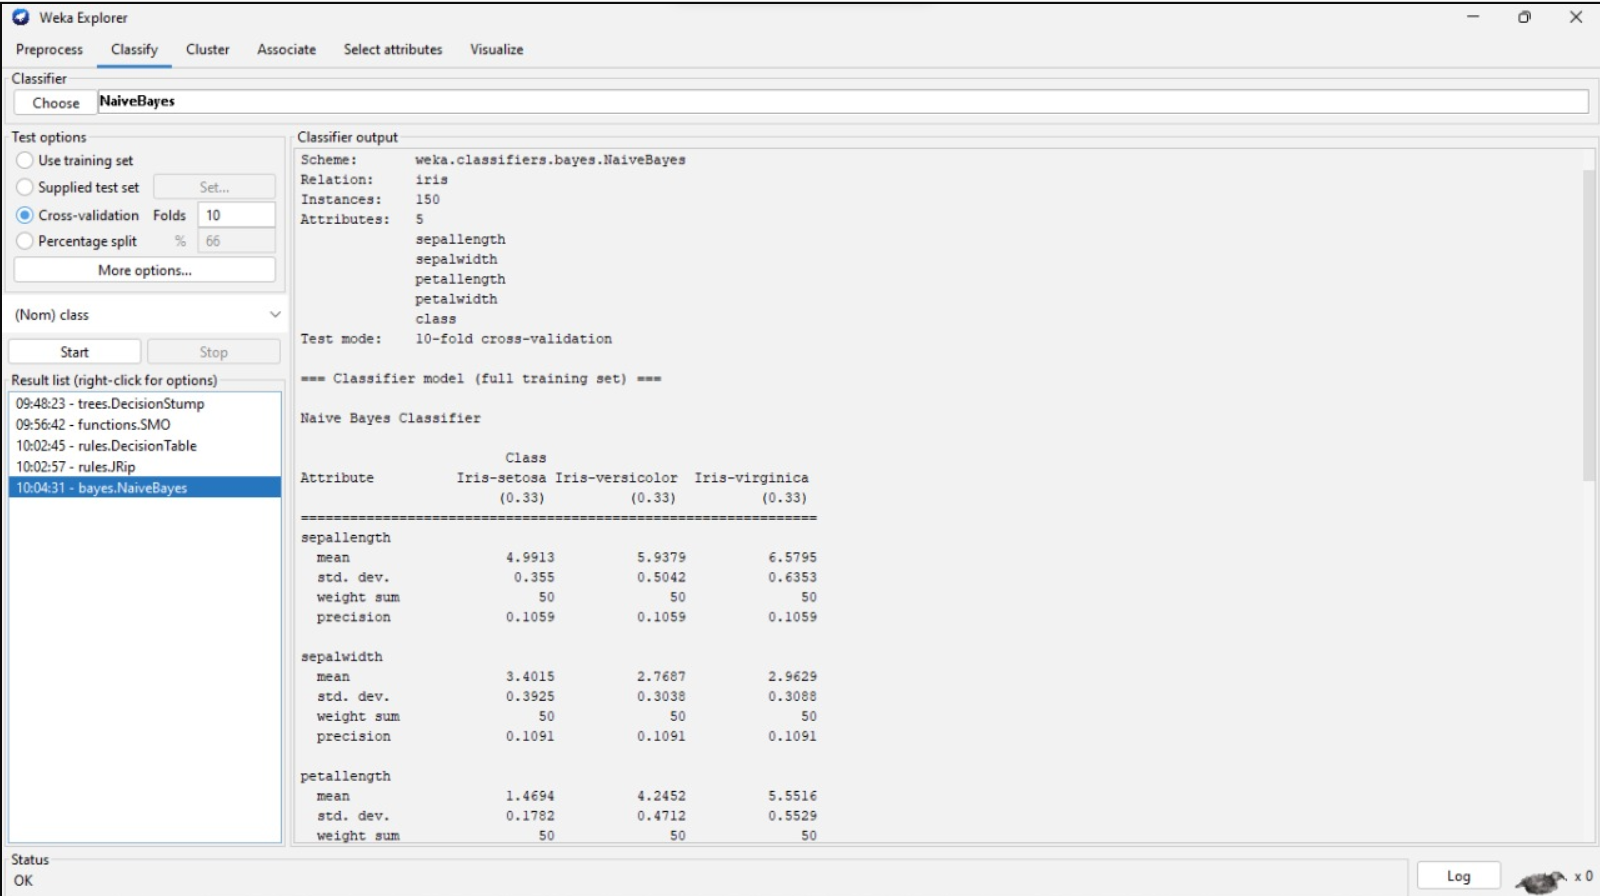 Weka Explorer
Preprocess Classify Cluster Associate Select attributes Visualize
Classifier
Choose NaiveBayes
Test options
Use training set
Supplied test set Set...
Cross-validation Folds 10
Percentage split % 66
More options...
(Nom) class
Start Stop
Result list (right-click for options)
09:48:23 - trees.DecisionStump
09:56:42 - functions.SMO
10:02:45 - rules.DecisionTable
10:02:57 - rules.JRip
10:04:31 - bayes.NaiveBayes
Classifier output
Scheme: weka.classifiers.bayes.NaiveBayes
Relation: iris
Instances: 150
Attributes: 5
sepallength
sepalwidth
petallength
petalwidth
class
Test mode: 10-fold cross-validation
=== Classifier model (full training set) ===
Naive Bayes Classifier
Class
Attribute Iris-setosa Iris-versicolor Iris-virginica
(0.33) (0.33) (0.33)
===============================================================
sepallength
mean 4.9913 5.9379 6.5795
std. dev. 0.355 0.5042 0.6353
weight sum 50 50 50
precision 0.1059 0.1059 0.1059
sepalwidth
mean 3.4015 2.7687 2.9629
std. dev. 0.3925 0.3038 0.3088
weight sum 50 50 50
precision 0.1091 0.1091 0.1091
petallength
mean 1.4694 4.2452 5.5516
std. dev. 0.1782 0.4712 0.5529
weight sum 50 50 50
Status
OK
Log x 0